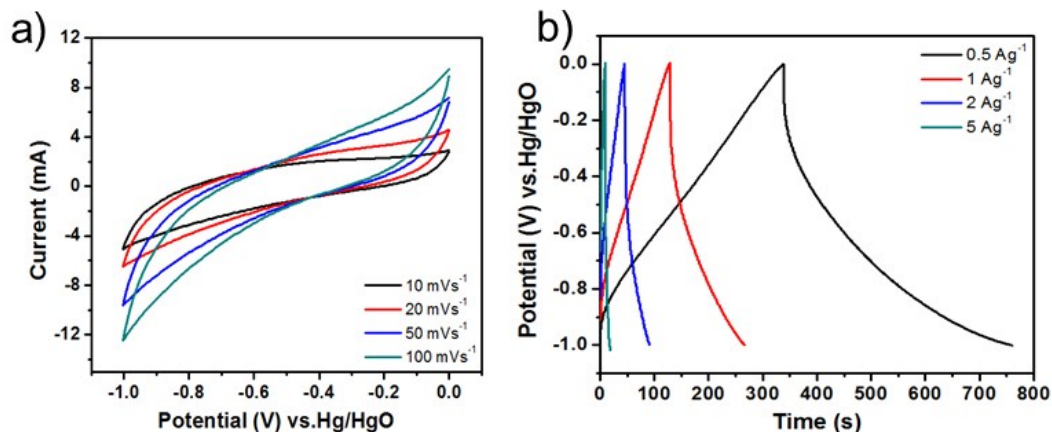 a)
12
8
4
0
-4
-8
-12
Current (mA)
10 mVs⁻¹
20 mVs⁻¹
50 mVs⁻¹
100 mVs⁻¹
-1.0 -0.8 -0.6 -0.4 -0.2 0.0
Potential (V) vs.Hg/HgO
b)
0.0
-0.2
-0.4
-0.6
-0.8
-1.0
Potential (V) vs.Hg/HgO
0.5 Ag⁻¹
1 Ag⁻¹
2 Ag⁻¹
5 Ag⁻¹
0 100 200 300 400 500 600 700 800
Time (s)